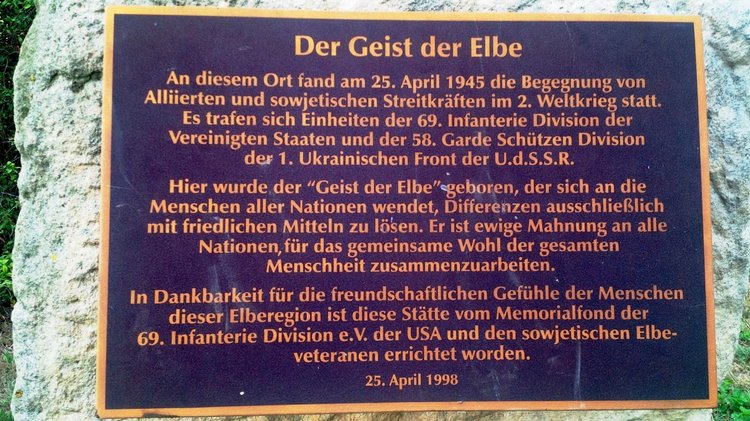 Der Geist der Elbe
An diesem Ort fand am 25. April 1945 die Begegnung von
Alliierten und sowjetischen Streitkräften im 2. Weltkrieg statt.
Es trafen sich Einheiten der 69. Infanterie Division der
Vereinigten Staaten und der 58. Garde Schützen Division
der 1. Ukrainischen Front der U.d.S.S.R.
Hier wurde der “Geist der Elbe” geboren, der sich an die
Menschen aller Nationen wendet, Differenzen ausschließlich
mit friedlichen Mitteln zu lösen. Er ist ewige Mahnung an alle
Nationen, für das gemeinsame Wohl der gesamten
Menschheit zusammenzuarbeiten.
In Dankbarkeit für die freundschaftlichen Gefühle der Menschen
dieser Elberegion ist diese Stätte vom Memorialfond der
69. Infanterie Division e.V. der USA und den sowjetischen Elbe-
veteranen errichtet worden.
25. April 1998